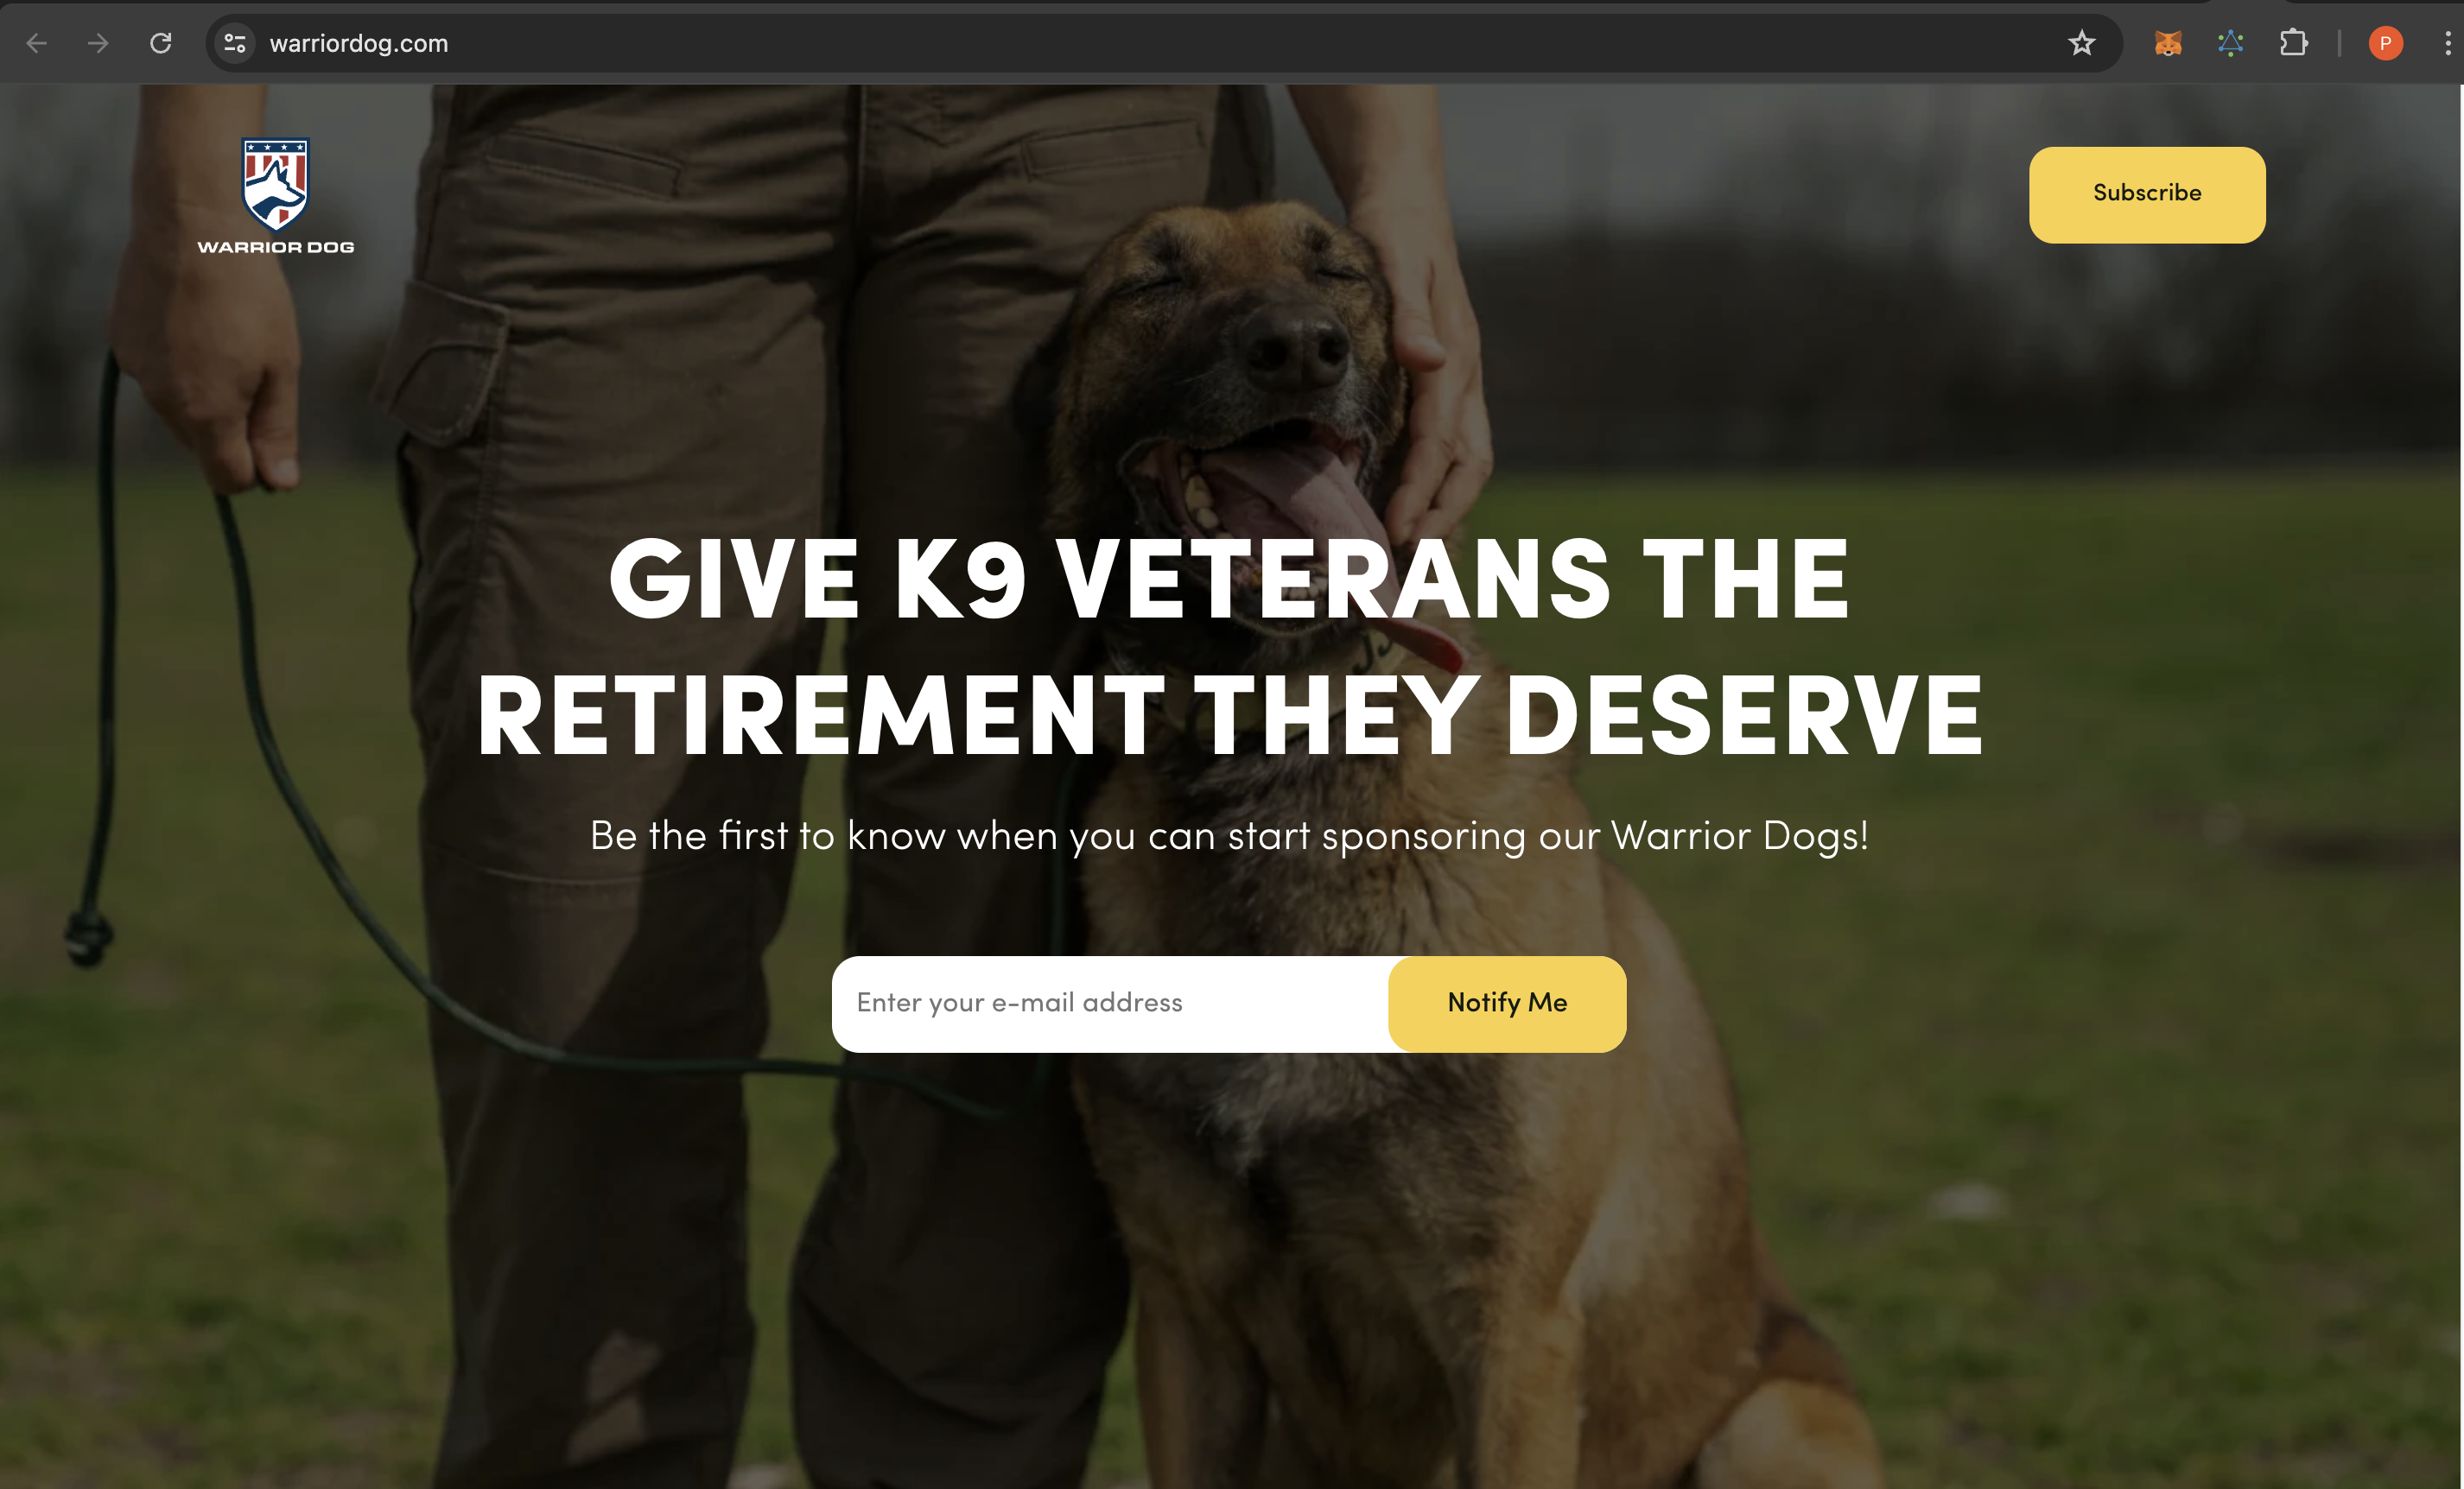 warriordog.com
P
WARRIOR DOG
Subscribe
GIVE K9 VETERANS THE
RETIREMENT THEY DESERVE
Be the first to know when you can start sponsoring our Warrior Dogs!
Enter your e-mail address
Notify Me